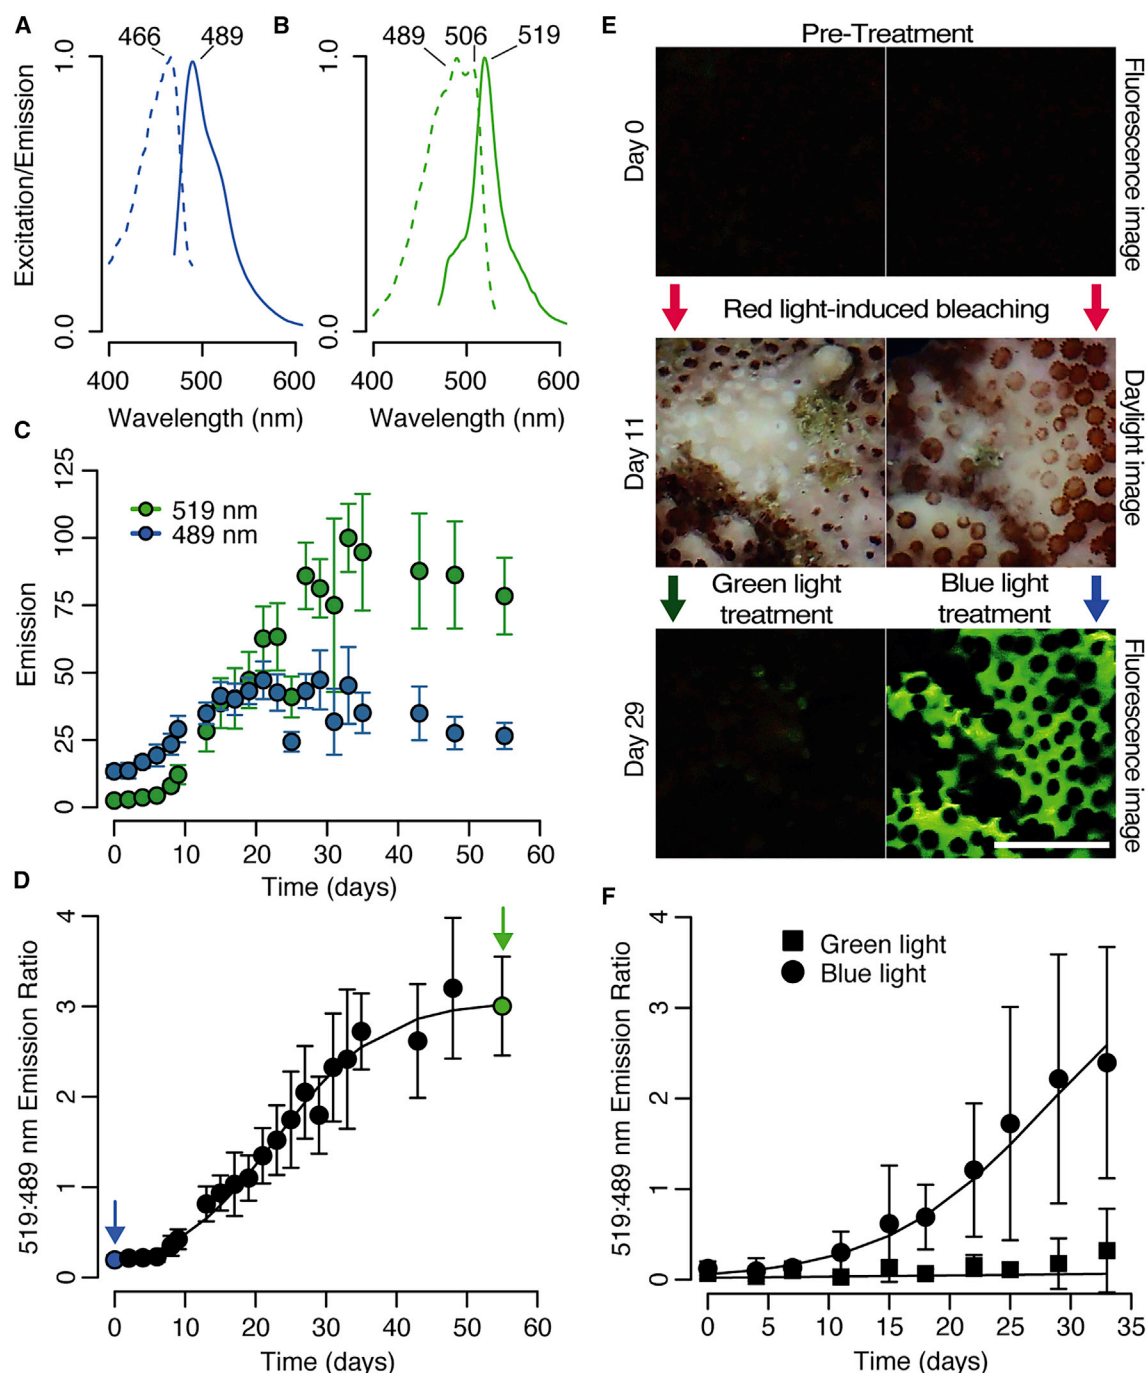 A
466
489
1.0
0.0
Excitation/Emission
400
500
600
Wavelength (nm)
B
489
506
519
1.0
0.0
400
500
600
Wavelength (nm)
C
519 nm
489 nm
Emission
125
100
75
50
25
0
0
10
20
30
40
50
60
Time (days)
D
519:489 nm Emission Ratio
4
3
2
1
0
0
10
20
30
40
50
60
Time (days)
E
Pre-Treatment
Day 0
Fluorescence image
Red light-induced bleaching
Day 11
Daylight image
Green light
treatment
Blue light
treatment
Day 29
Fluorescence image
F
Green light
Blue light
519:489 nm Emission Ratio
4
3
2
1
0
0
5
10
15
20
25
30
35
Time (days)